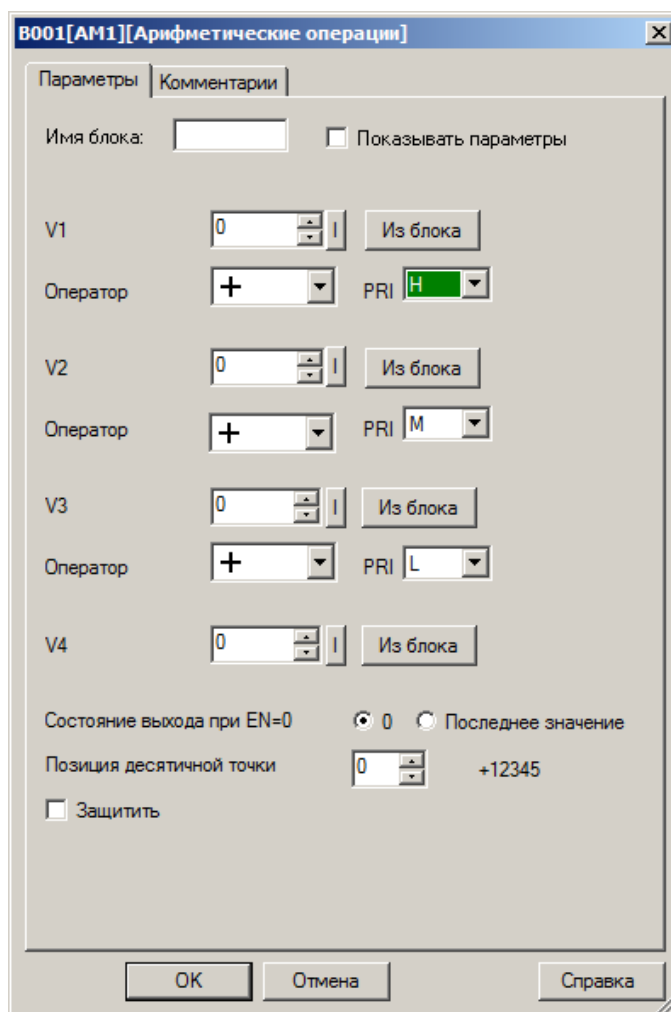 B001[AM1][Арифметические операции]
Параметры Комментарии
Имя блока: Показывать параметры
V1 0 I Из блока
Оператор + PRI H
V2 0 I Из блока
Оператор + PRI M
V3 0 I Из блока
Оператор + PRI L
V4 0 I Из блока
Состояние выхода при EN=0 0 Последнее значение
Позиция десятичной точки 0 +12345
Защитить
OK Отмена Справка